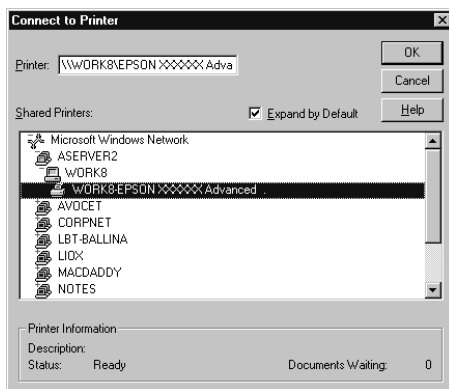 Connect to Printer
Printer: \\WORK8\EPSON XXXXXX Adva
OK
Cancel
Shared Printers:
Expand by Default
Help
Microsoft Windows Network
ASERVER2
WORK8
WORK8-EPSON XXXXXX Advanced .
AVOCET
CORPNET
LBT-BALLINA
LIOX
MACDADDY
NOTES
Printer Information
Description:
Status: Ready Documents Waiting: 0